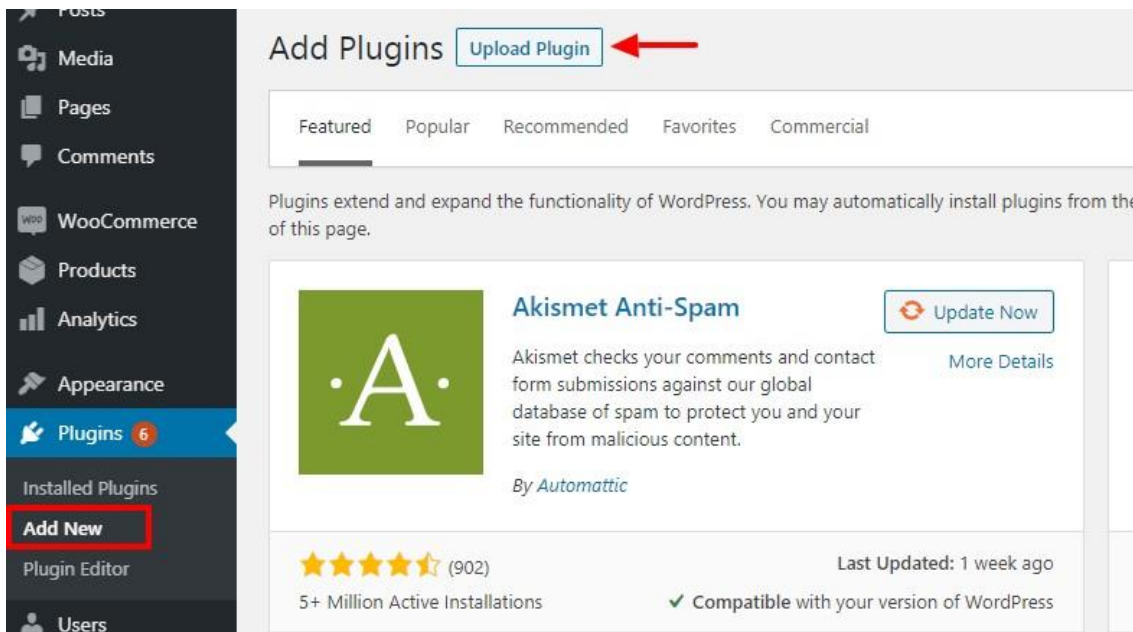 Posts
Media
Pages
Comments
WooCommerce
Products
Analytics
Appearance
Plugins 6
Installed Plugins
Add New
Plugin Editor
Users
Add Plugins Upload Plugin
Featured Popular Recommended Favorites Commercial
Plugins extend and expand the functionality of WordPress. You may automatically install plugins from the
of this page.
A
Akismet Anti-Spam
Update Now
More Details
Akismet checks your comments and contact
form submissions against our global
database of spam to protect you and your
site from malicious content.
By Automattic
(902)
5+ Million Active Installations
Last Updated: 1 week ago
✓ Compatible with your version of WordPress